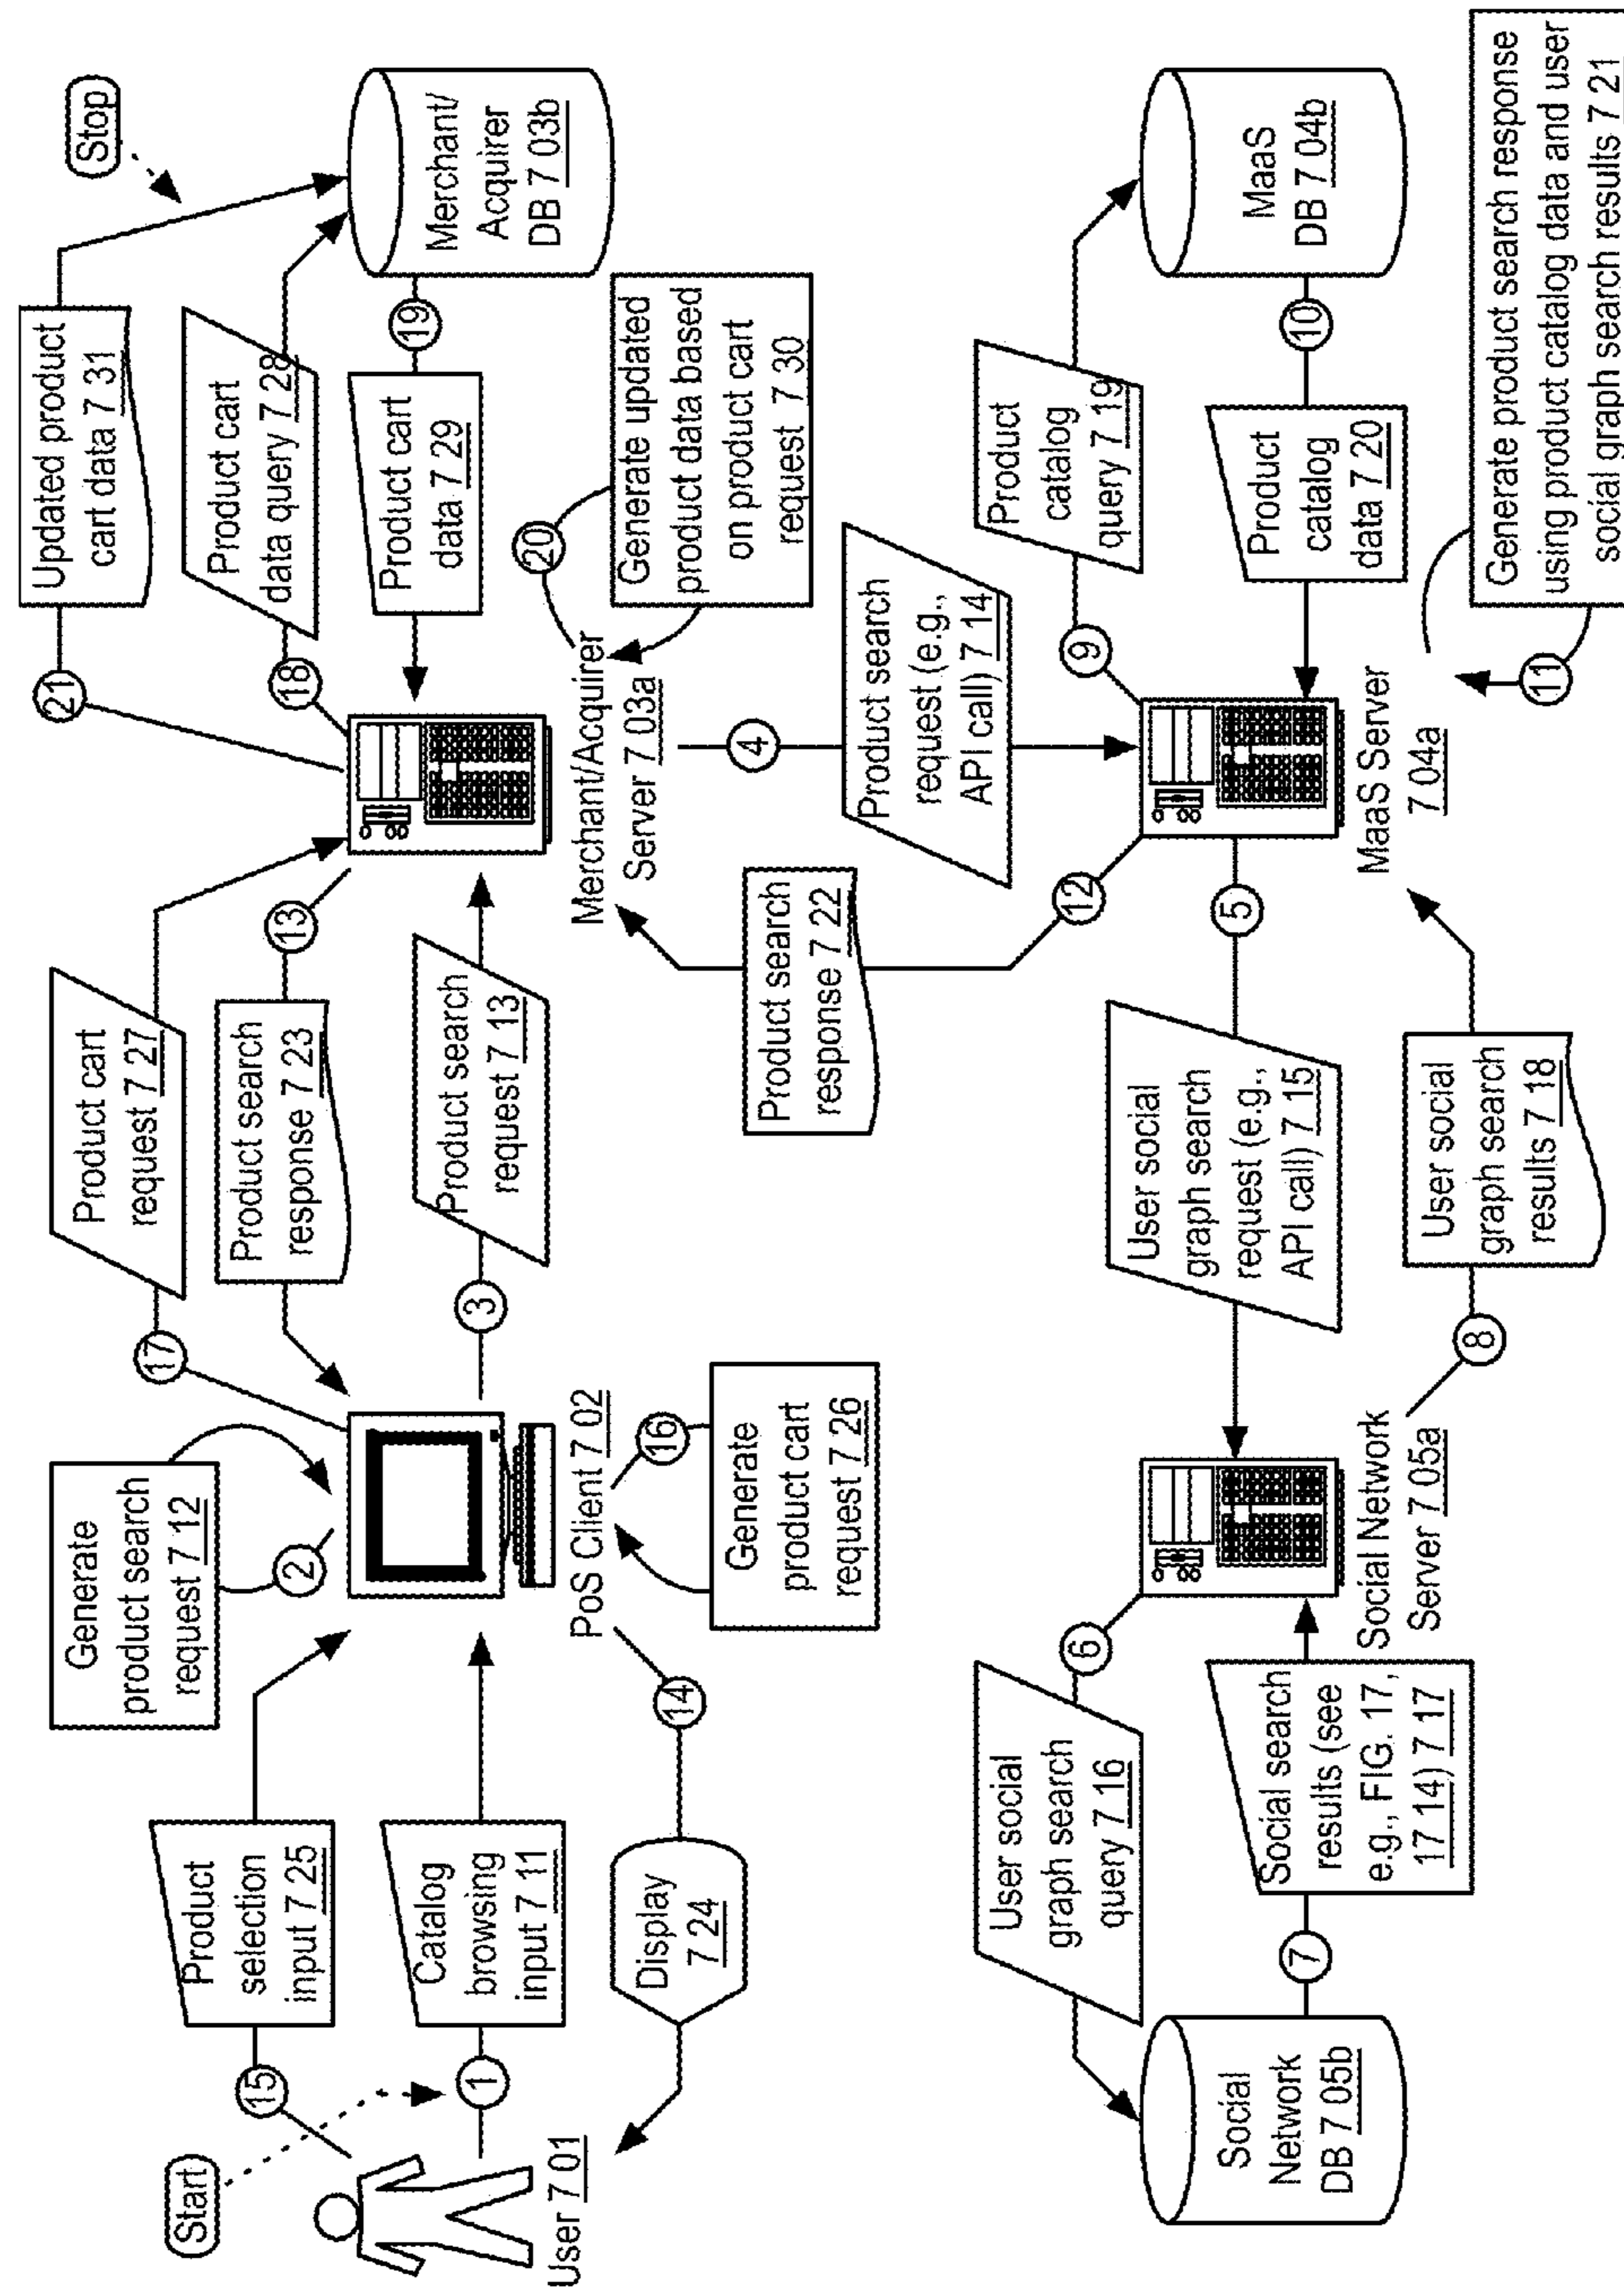 Start
15
Product
selection
input 7 25
1
Catalog
browsing
input 7 11
User 7 01
Display
7 24
14
Generate
product search
request 7 12
2
PoS Client 7 02
16
Generate
product cart
request 7 26
17
Product cart
request 7 27
Product search
response 7 23
13
3
Product search
request 7 13
Merchant/Acquirer
Server 7 03a
21
Updated product
cart data 7 31
Stop
18
Product cart
data query 7 28
Product cart
data 7 29
19
Merchant/
Acquirer
DB 7 03b
20
Generate updated
product data based
on product cart
request 7 30
4
Product search
request (e.g.,
API call) 7 14
Product search
response 7 22
12
5
User social
graph search
request (e.g.,
API call) 7 15
6
User social
graph search
query 7 16
Social
Network
DB 7 05b
7
Social search
results (see
e.g., FIG. 17,
17 14) 7 17
Social Network
Server 7 05a
8
User social
graph search
results 7 18
MaaS Server
7 04a
9
Product
catalog
query 7 19
MaaS
DB 7 04b
10
Product
catalog
data 7 20
11
Generate product search response
using product catalog data and user
social graph search results 7 21